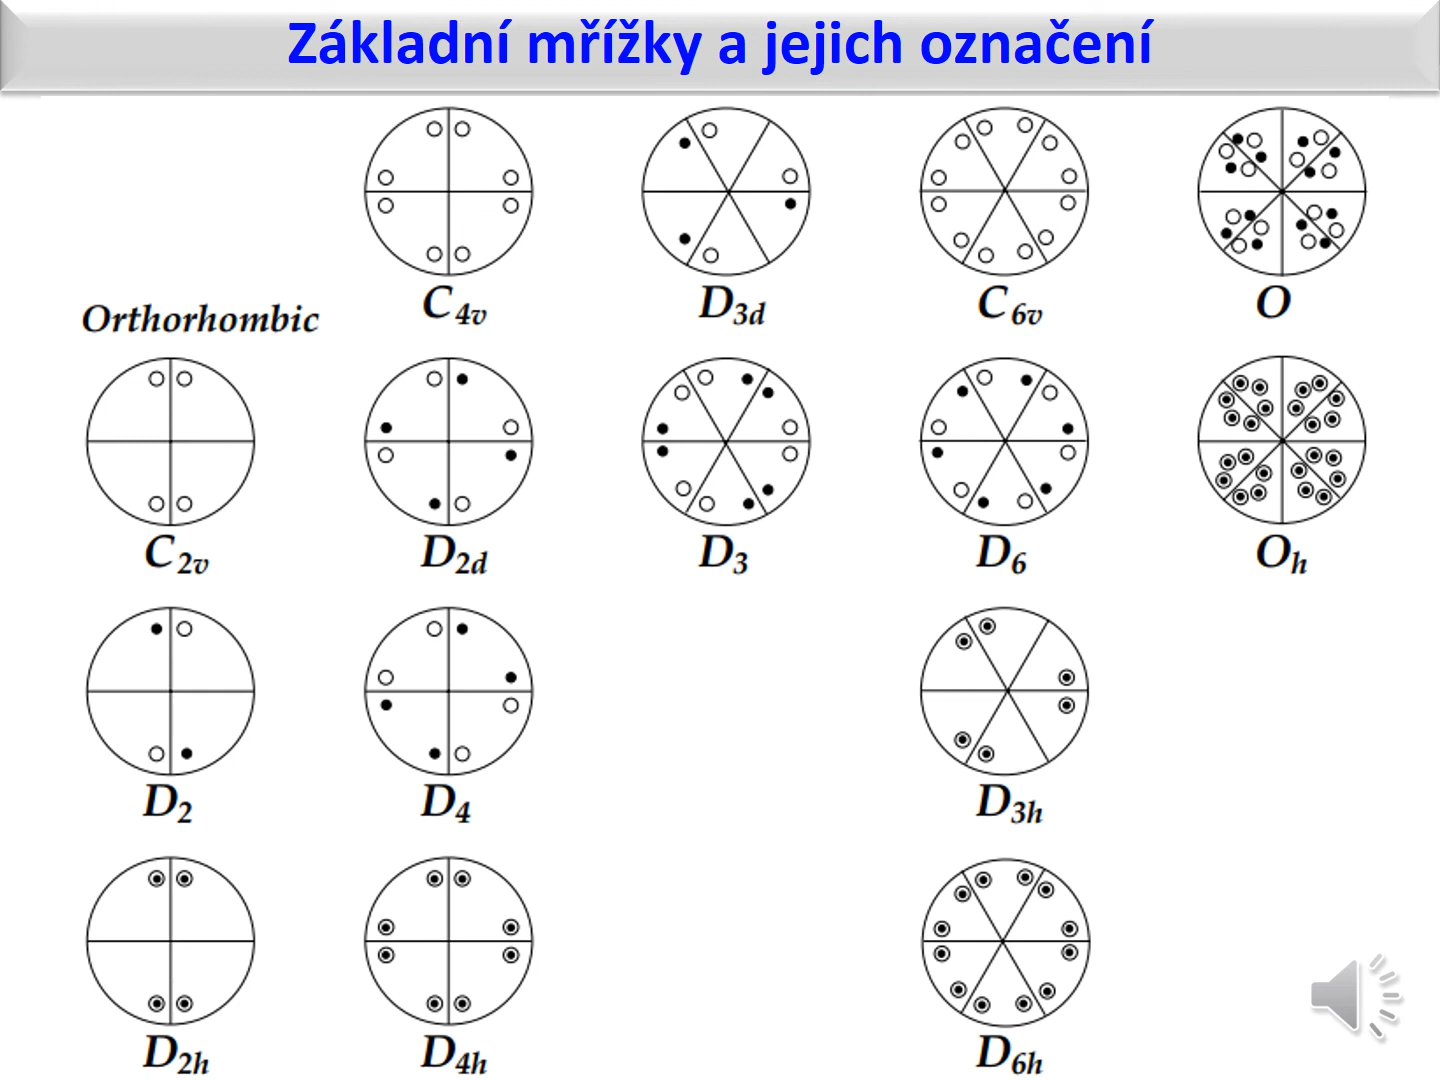 Základní mřížky a jejich označení
C4v
D3d
C6v
O
Orthorhombic
C2v
D2d
D3
D6
Oh
D2
D4
D3h
D2h
D4h
D6h